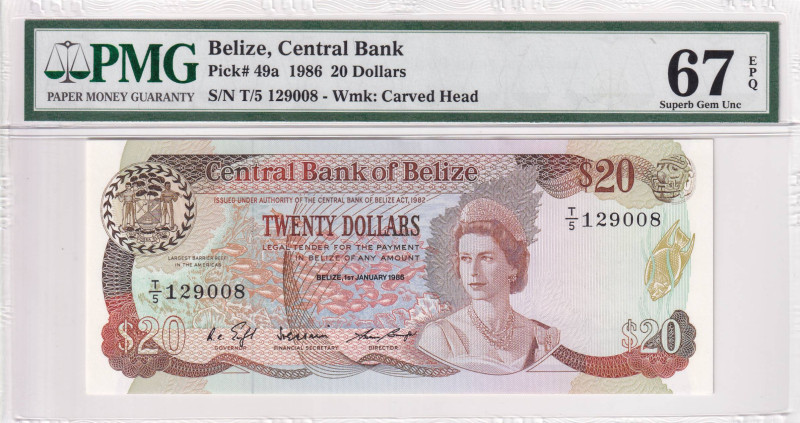 PMG
PAPER MONEY GUARANTY
Belize, Central Bank
Pick# 49a 1986 20 Dollars
S/N T/5 129008 - Wmk: Carved Head
67 EPQ
Superb Gem Unc
Central Bank of Belize
$20
ISSUED UNDER AUTHORITY OF THE CENTRAL BANK OF BELIZE ACT, 1982
TWENTY DOLLARS
T/5 129008
LEGAL TENDER FOR THE PAYMENT
IN BELIZE OF ANY AMOUNT
LARGEST BARRIER REEF
IN THE AMERICAS
BELIZE, 1ST JANUARY 1986
T/5 129008
$20
GOVERNOR
FINANCIAL SECRETARY
DIRECTOR
$20